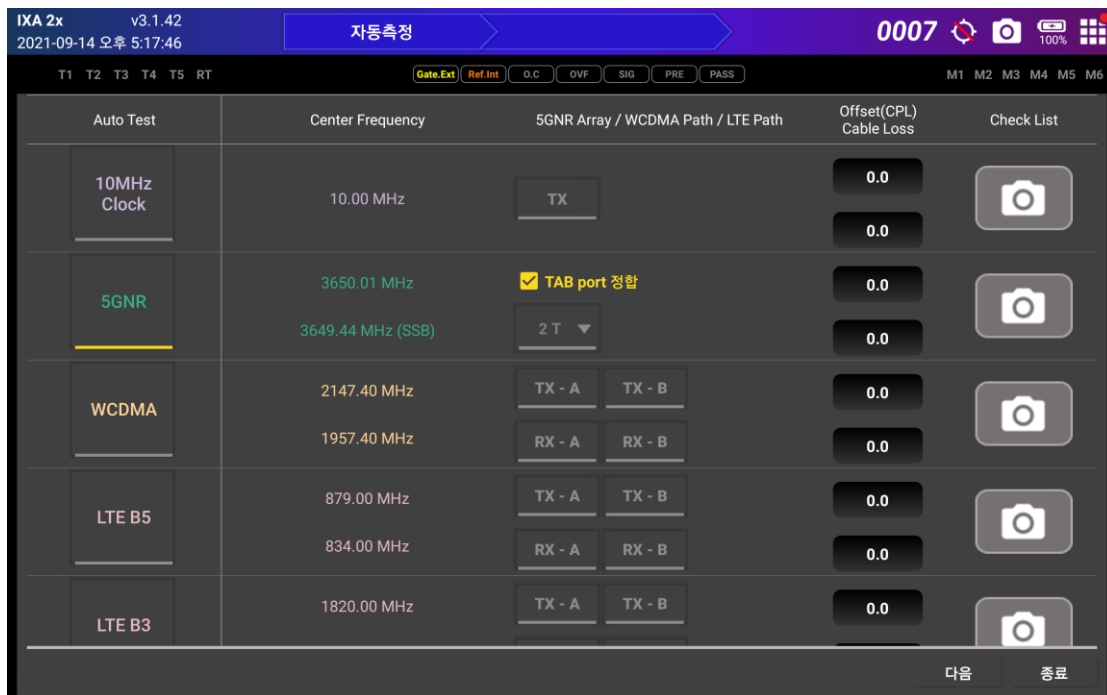 IXA 2x v3.1.42
2021-09-14 오후 5:17:46
자동측정
0007
100%
T1 T2 T3 T4 T5 RT
Gate.Ext Ref.Int O.C OVF SIG PRE PASS
M1 M2 M3 M4 M5 M6
Auto Test
Center Frequency
5GNR Array / WCDMA Path / LTE Path
Offset(CPL)
Cable Loss
Check List
10MHz
Clock
10.00 MHz
TX
0.0
0.0
5GNR
3650.01 MHz
TAB port 정합
0.0
3649.44 MHz (SSB)
2 T
0.0
WCDMA
2147.40 MHz
TX - A TX - B
0.0
1957.40 MHz
RX - A RX - B
0.0
LTE B5
879.00 MHz
TX - A TX - B
0.0
834.00 MHz
RX - A RX - B
0.0
LTE B3
1820.00 MHz
TX - A TX - B
0.0
다음 종료